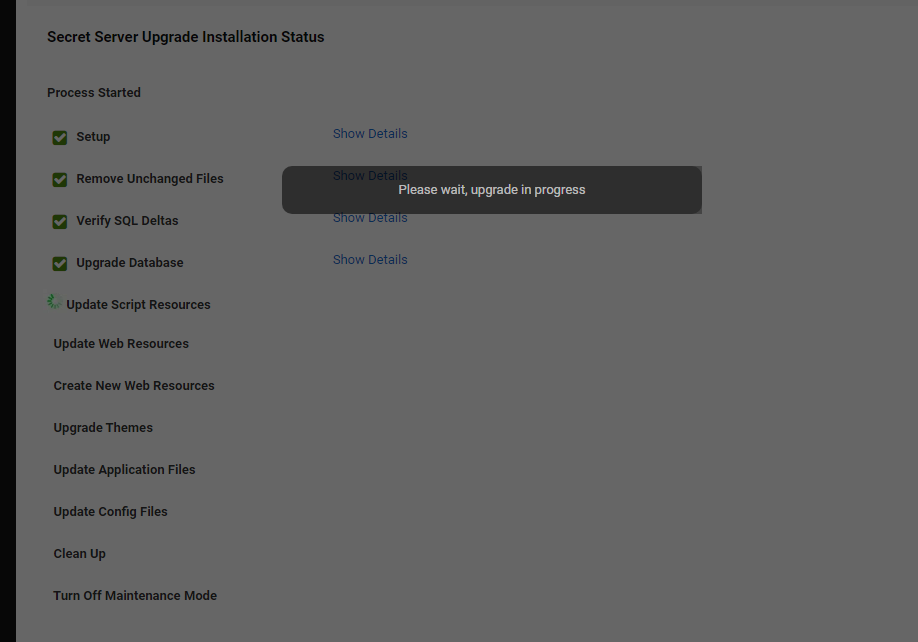 Secret Server Upgrade Installation Status
Process Started
Setup Show Details
Remove Unchanged Files Show Details
Please wait, upgrade in progress
Verify SQL Deltas Show Details
Upgrade Database Show Details
Update Script Resources
Update Web Resources
Create New Web Resources
Upgrade Themes
Update Application Files
Update Config Files
Clean Up
Turn Off Maintenance Mode